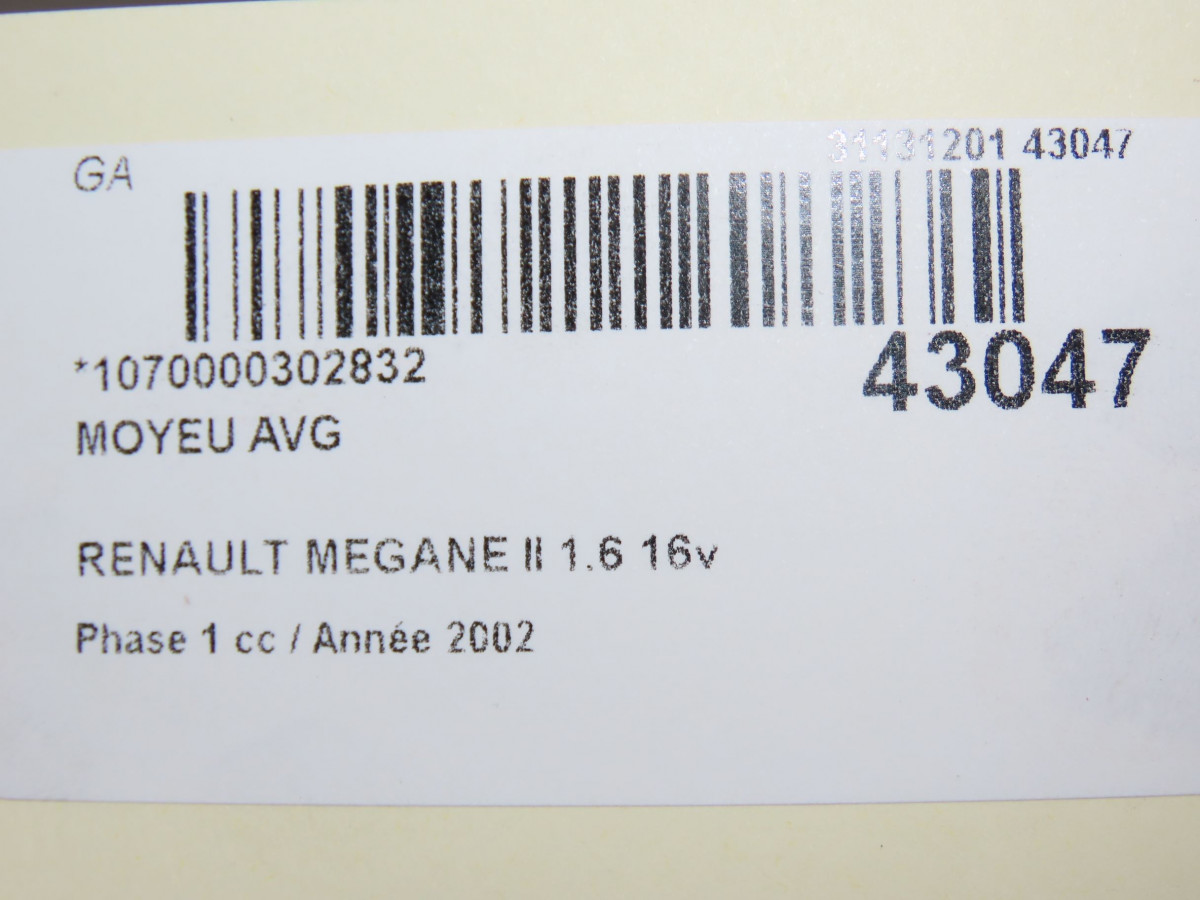 GA
31131201 43047
*1070000302832
43047
MOYEU AVG
RENAULT MEGANE II 1.6 16v
Phase 1 cc / Année 2002